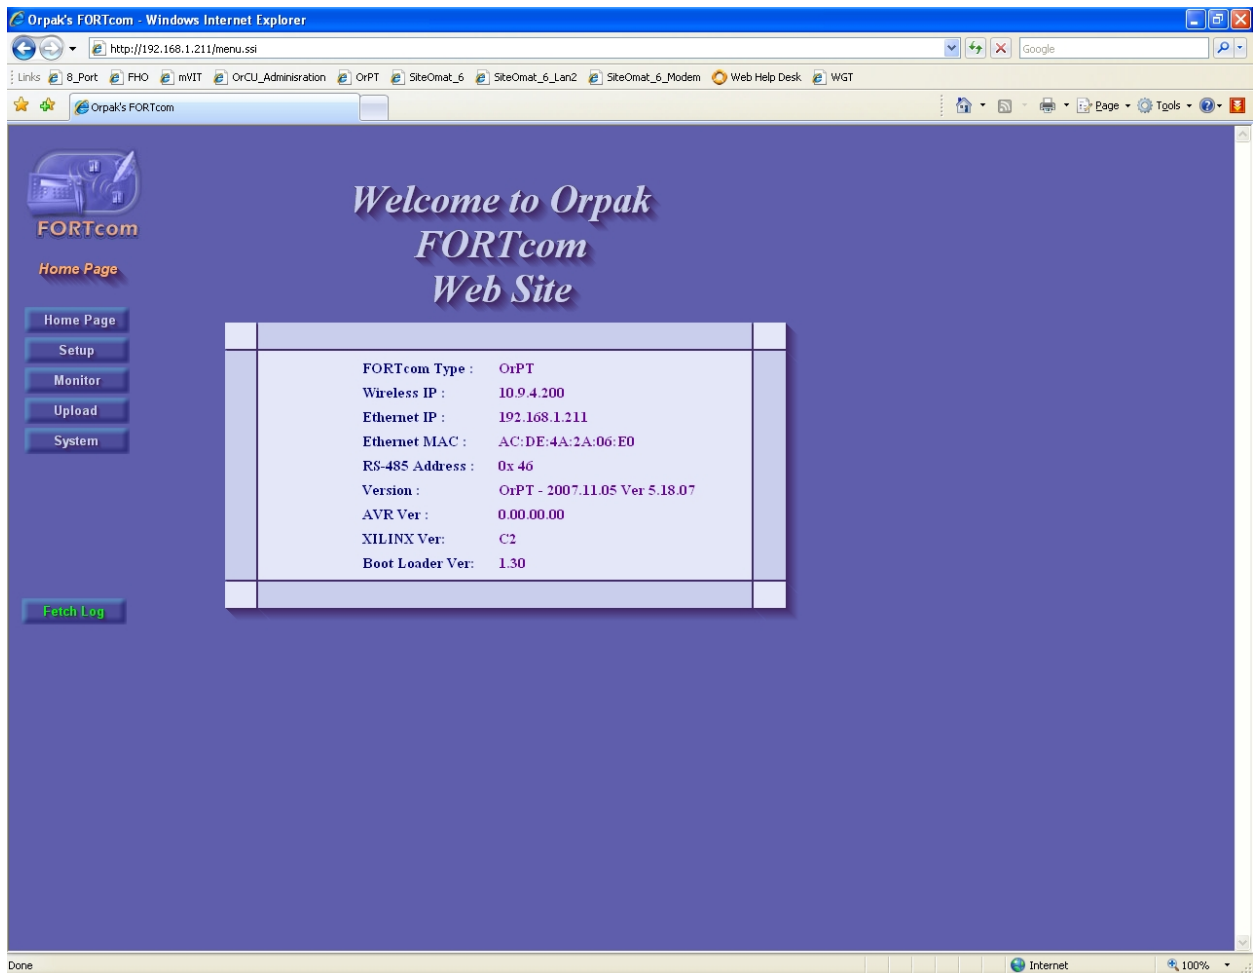 Orpak's FORTcom - Windows Internet Explorer
http://192.168.1.211/menu.ssi
Google
Links 8_Port FHO mVIT OrCU_Adminisration OrPT SiteOmat_6 SiteOmat_6_Lan2 SiteOmat_6_Modem Web Help Desk WGT
Orpak's FORTcom
Page Tools
FORTcom
Home Page
Home Page
Setup
Monitor
Upload
System
Fetch Log
Welcome to Orpak
FORTcom
Web Site
FORTcom Type : OrPT
Wireless IP : 10.9.4.200
Ethernet IP : 192.168.1.211
Ethernet MAC : AC:DE:4A:2A:06:E0
RS-485 Address : 0x 46
Version : OrPT - 2007.11.05 Ver 5.18.07
AVR Ver : 0.00.00.00
XILINX Ver: C2
Boot Loader Ver: 1.30
Done
Internet
100%